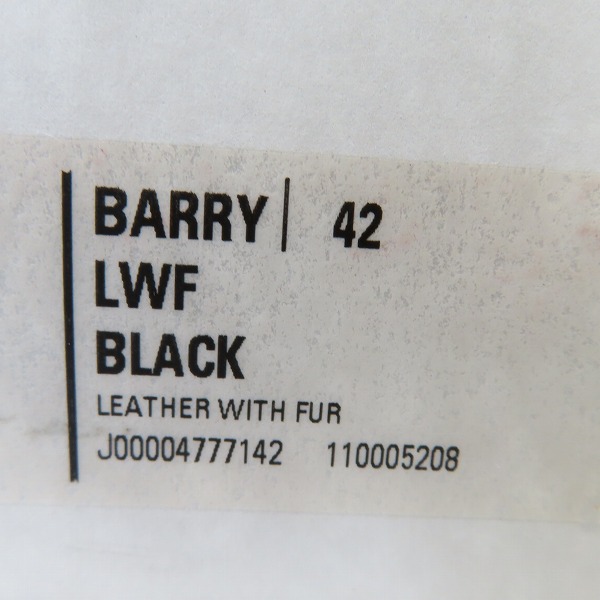 BARRY | 42
LWF
BLACK
LEATHER WITH FUR
J00004777142 110005208